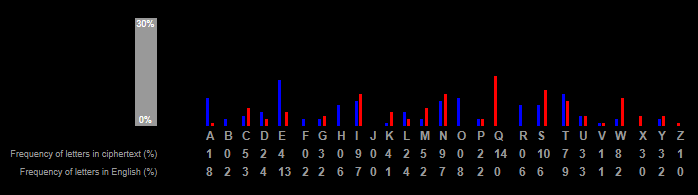 30%
0%
A B C D E F G H I J K L M N O P Q R S T U V W X Y Z
Frequency of letters in ciphertext (%) 1 0 5 2 4 0 3 0 9 0 4 2 5 9 0 2 14 0 10 7 3 1 8 3 3 1
Frequency of letters in English (%) 8 2 3 4 13 2 2 6 7 0 1 4 2 7 8 2 0 6 6 9 3 1 2 0 2 0